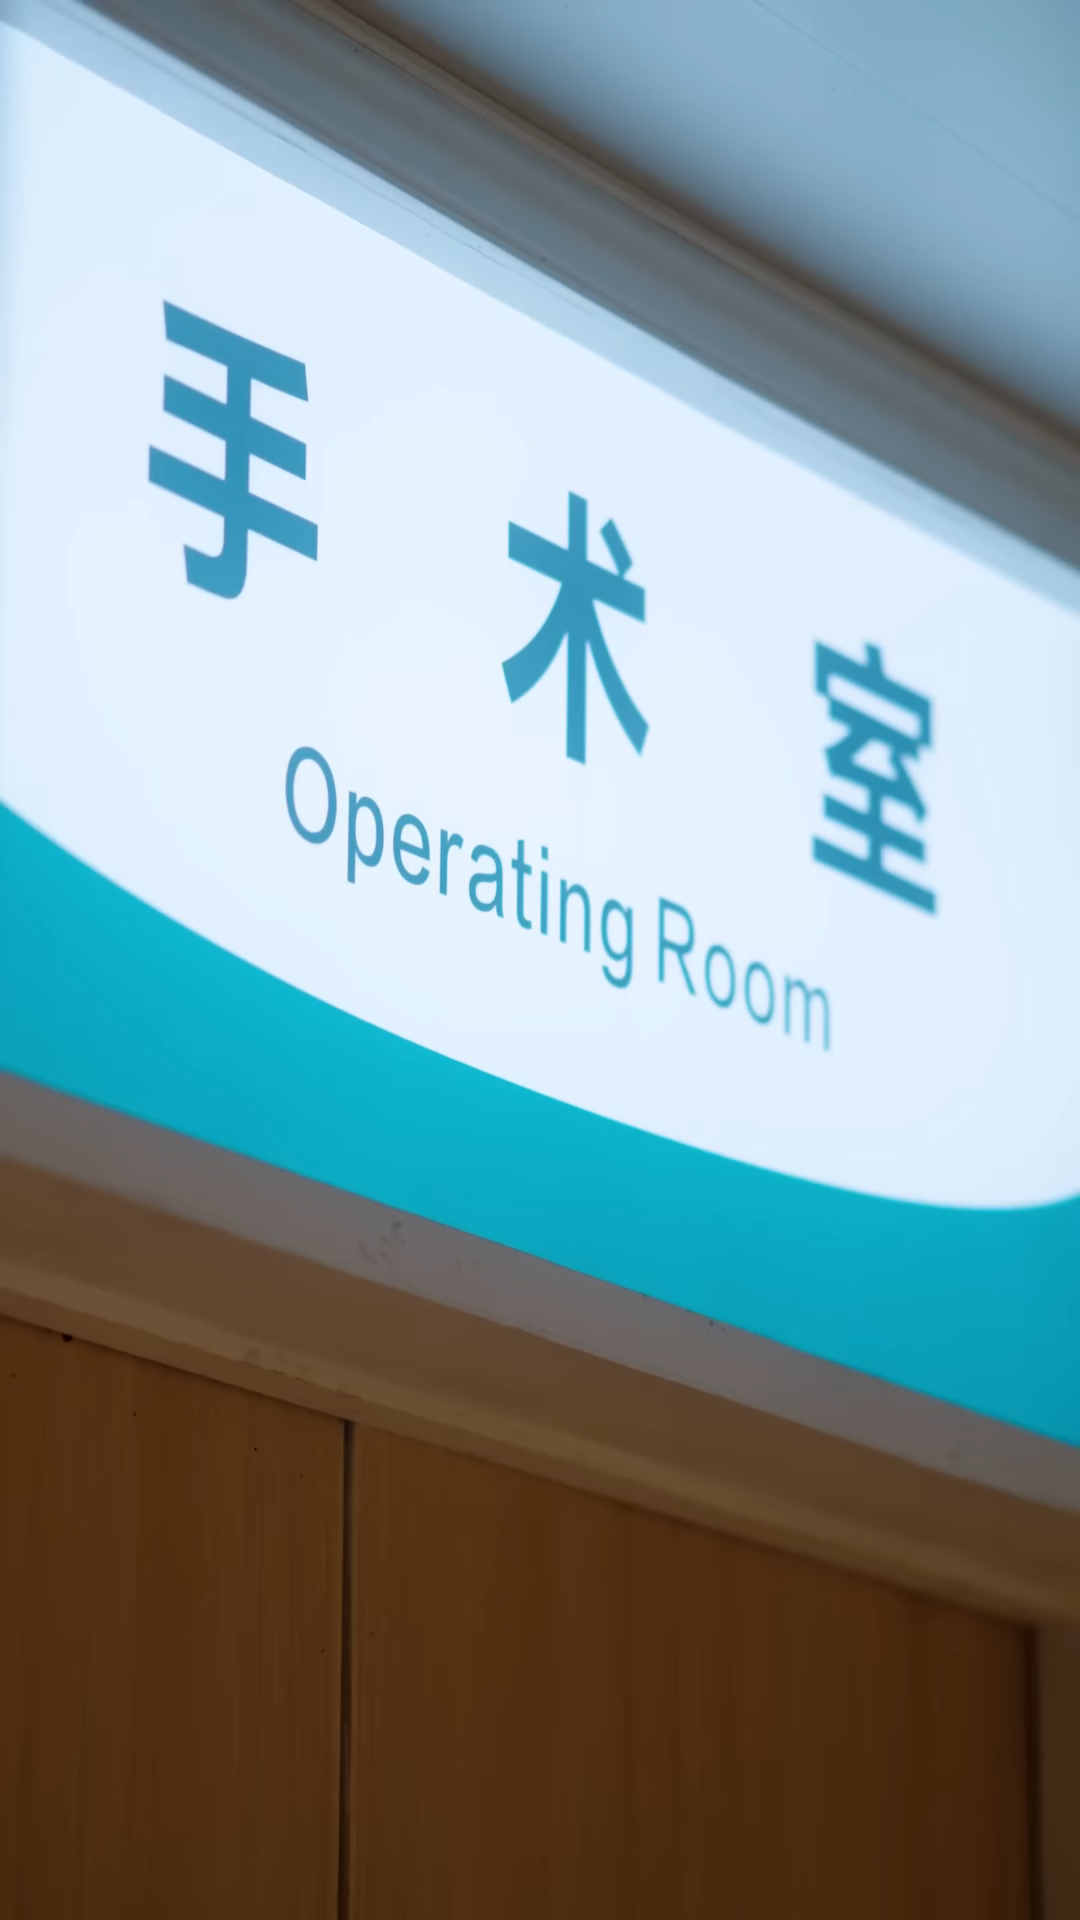 手术室
Operating Room